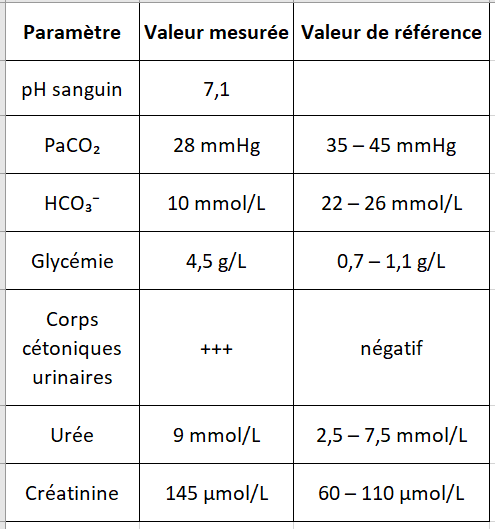 Paramètre Valeur mesurée Valeur de référence
pH sanguin 7,1
PaCO₂ 28 mmHg 35 – 45 mmHg
HCO₃⁻ 10 mmol/L 22 – 26 mmol/L
Glycémie 4,5 g/L 0,7 – 1,1 g/L
Corps
cétoniques
urinaires +++ négatif
Urée 9 mmol/L 2,5 – 7,5 mmol/L
Créatinine 145 µmol/L 60 – 110 µmol/L